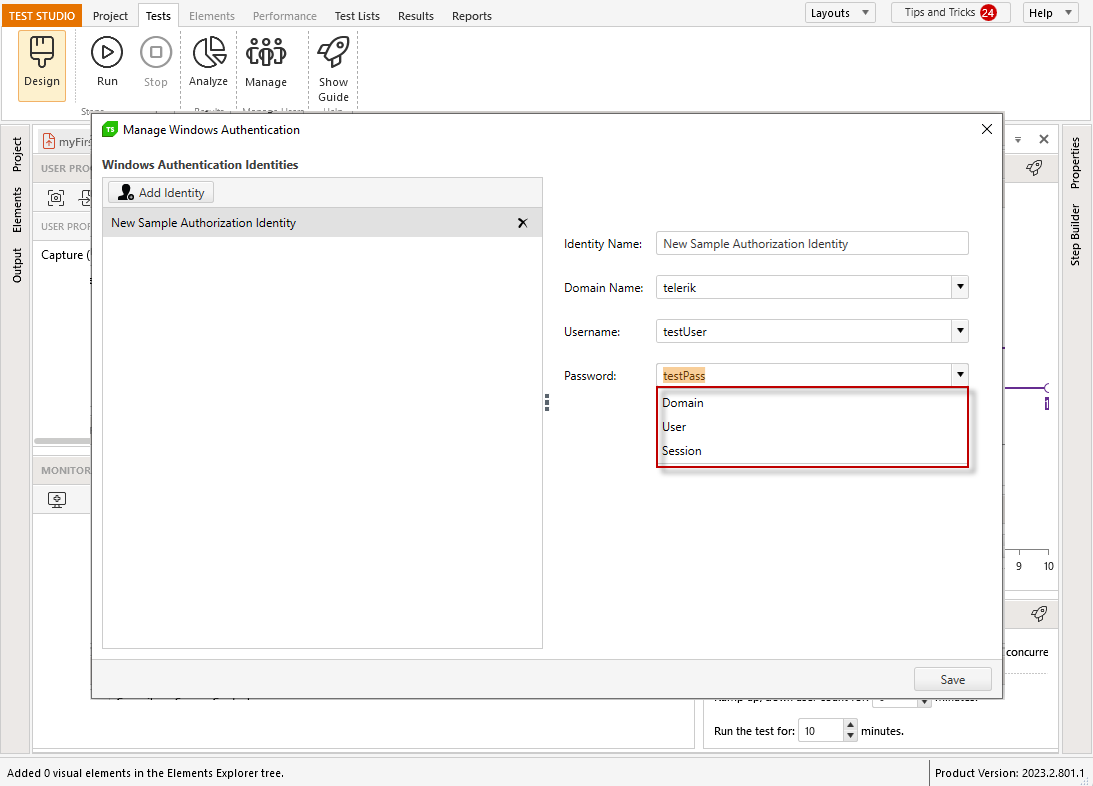 TEST STUDIO Project Tests Elements Performance Test Lists Results Reports Layouts Tips and Tricks 24 Help
Design Run Stop Analyze Manage Show Guide
Manage Windows Authentication
Windows Authentication Identities
Add Identity
New Sample Authorization Identity
Identity Name: New Sample Authorization Identity
Domain Name: telerik
Username: testUser
Password: testPass
Domain
User
Session
Save
Project
Elements
Output
myFirs
USER PRO
USER PROF
Capture (
MONITOR
Properties
Step Builder
1
9 10
concurre
Run the test for: 10 minutes.
Added 0 visual elements in the Elements Explorer tree.
Product Version: 2023.2.801.1